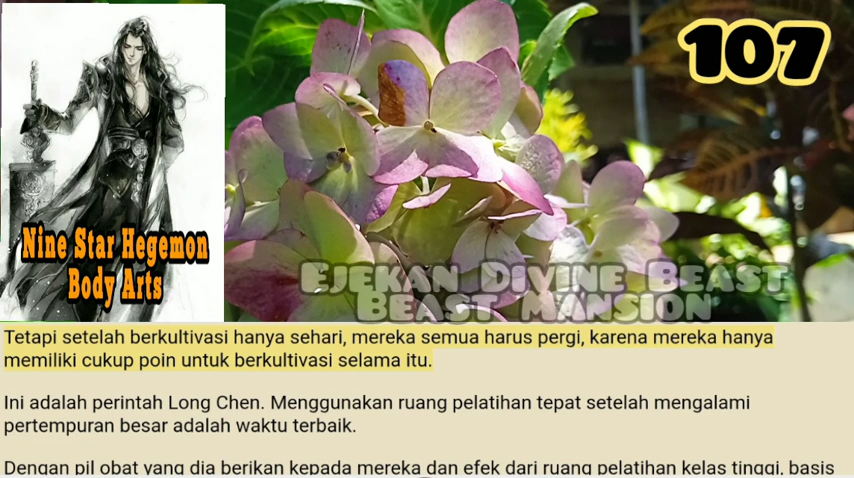 107
Nine Star Hegemon
Body Arts
Ejekan Divine Beast
Beast Mansion
Tetapi setelah berkultivasi hanya sehari, mereka semua harus pergi, karena mereka hanya
memiliki cukup poin untuk berkultivasi selama itu.
Ini adalah perintah Long Chen. Menggunakan ruang pelatihan tepat setelah mengalami
pertempuran besar adalah waktu terbaik.
Dengan pil obat yang dia berikan kepada mereka dan efek dari ruang pelatihan kelas tinggi, basis